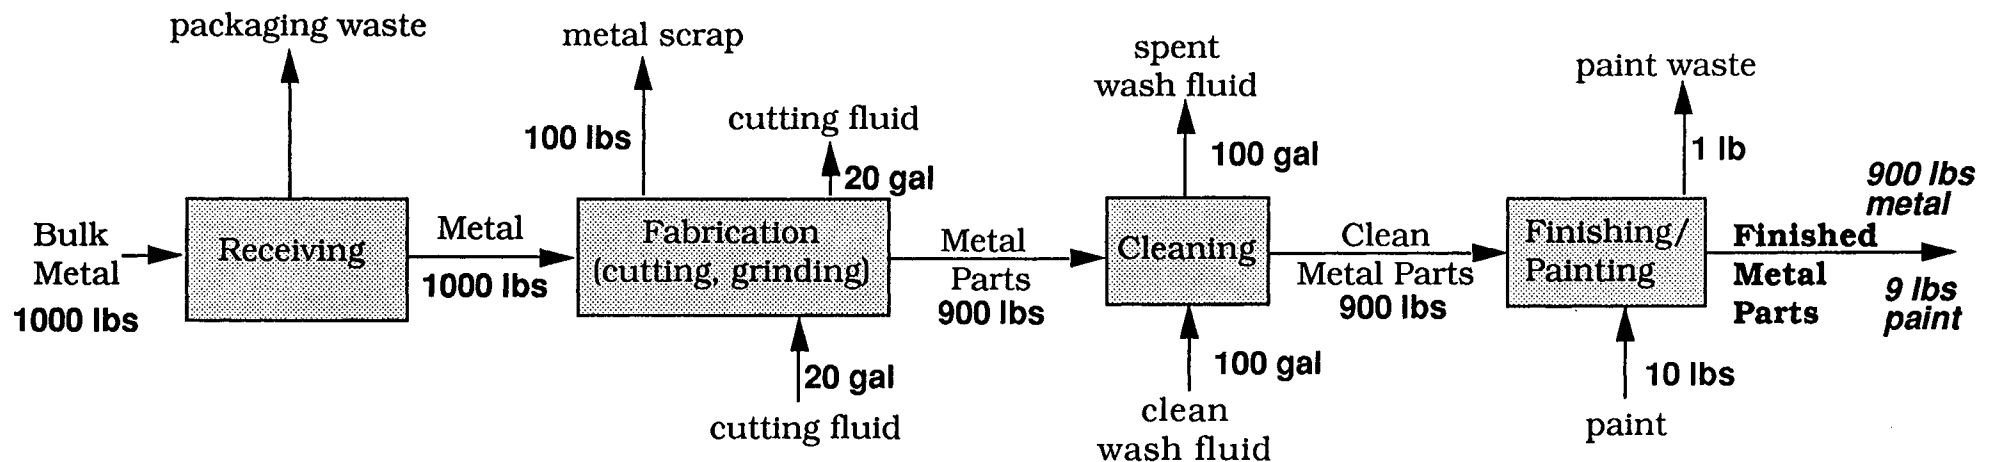 packaging waste
metal scrap
100 lbs
cutting fluid
20 gal
spent
wash fluid
100 gal
paint waste
1 lb
900 lbs
metal
Bulk
Metal
1000 lbs
Receiving
Metal
1000 lbs
Fabrication
(cutting, grinding)
Metal
Parts
900 lbs
Cleaning
Clean
Metal Parts
900 lbs
Finishing/
Painting
Finished
Metal
Parts
9 lbs
paint
20 gal
cutting fluid
100 gal
clean
wash fluid
10 lbs
paint